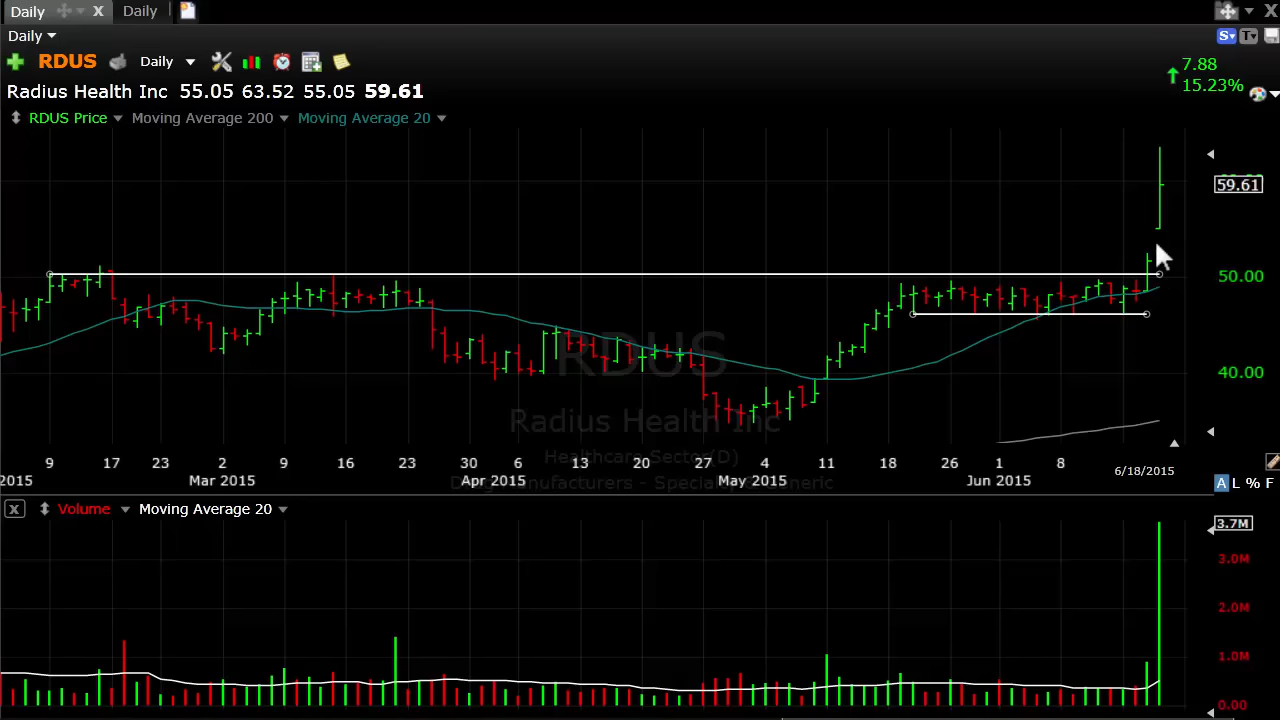 Daily X Daily
Daily
S T
RDUS Daily
7.88
15.23%
Radius Health Inc 55.05 63.52 55.05 59.61
RDUS Price Moving Average 200 Moving Average 20
59.61
50.00
40.00
RDUS
Radius Health Inc
Healthcare Sector(D)
9 17 23 2 9 16 23 30 6 13 20 27 4 11 18 26 1 8 6/18/2015
2015 Mar 2015 Apr 2015 May 2015 Jun 2015
A L % F
X Volume Moving Average 20
3.7M
3.0M
2.0M
1.0M
0.00